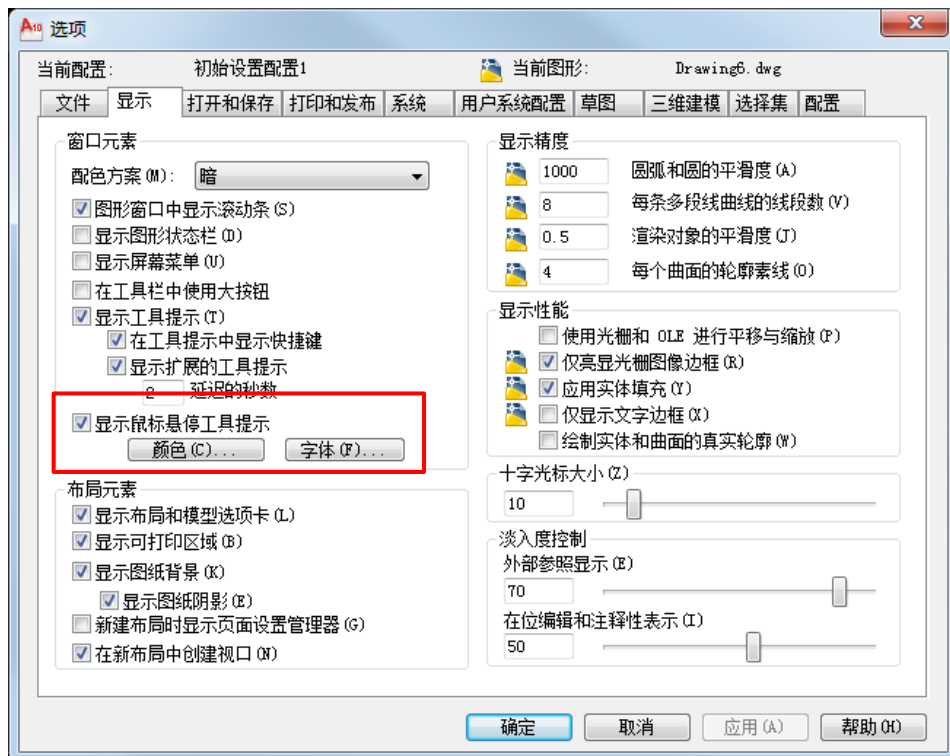 A10 选项
当前配置: 初始设置配置1 当前图形: Drawing6.dwg
文件 显示 打开和保存 打印和发布 系统 用户系统配置 草图 三维建模 选择集 配置
窗口元素
配色方案(M): 暗
图形窗口中显示滚动条(S)
显示图形状态栏(D)
显示屏幕菜单(U)
在工具栏中使用大按钮
显示工具提示(T)
在工具提示中显示快捷键
显示扩展的工具提示
2 延迟的秒数
显示鼠标悬停工具提示
颜色(C)... 字体(F)...
布局元素
显示布局和模型选项卡(L)
显示可打印区域(B)
显示图纸背景(K)
显示图纸阴影(E)
新建布局时显示页面设置管理器(G)
在新布局中创建视口(N)
显示精度
1000 圆弧和圆的平滑度(A)
8 每条多段线曲线的线段数(V)
0.5 渲染对象的平滑度(J)
4 每个曲面的轮廓素线(O)
显示性能
使用光栅和 OLE 进行平移与缩放(P)
仅亮显光栅图像边框(R)
应用实体填充(Y)
仅显示文字边框(X)
绘制实体和曲面的真实轮廓(W)
十字光标大小(Z)
10
淡入度控制
外部参照显示(E)
70
在位编辑和注释性表示(I)
50
确定 取消 应用(A) 帮助(H)